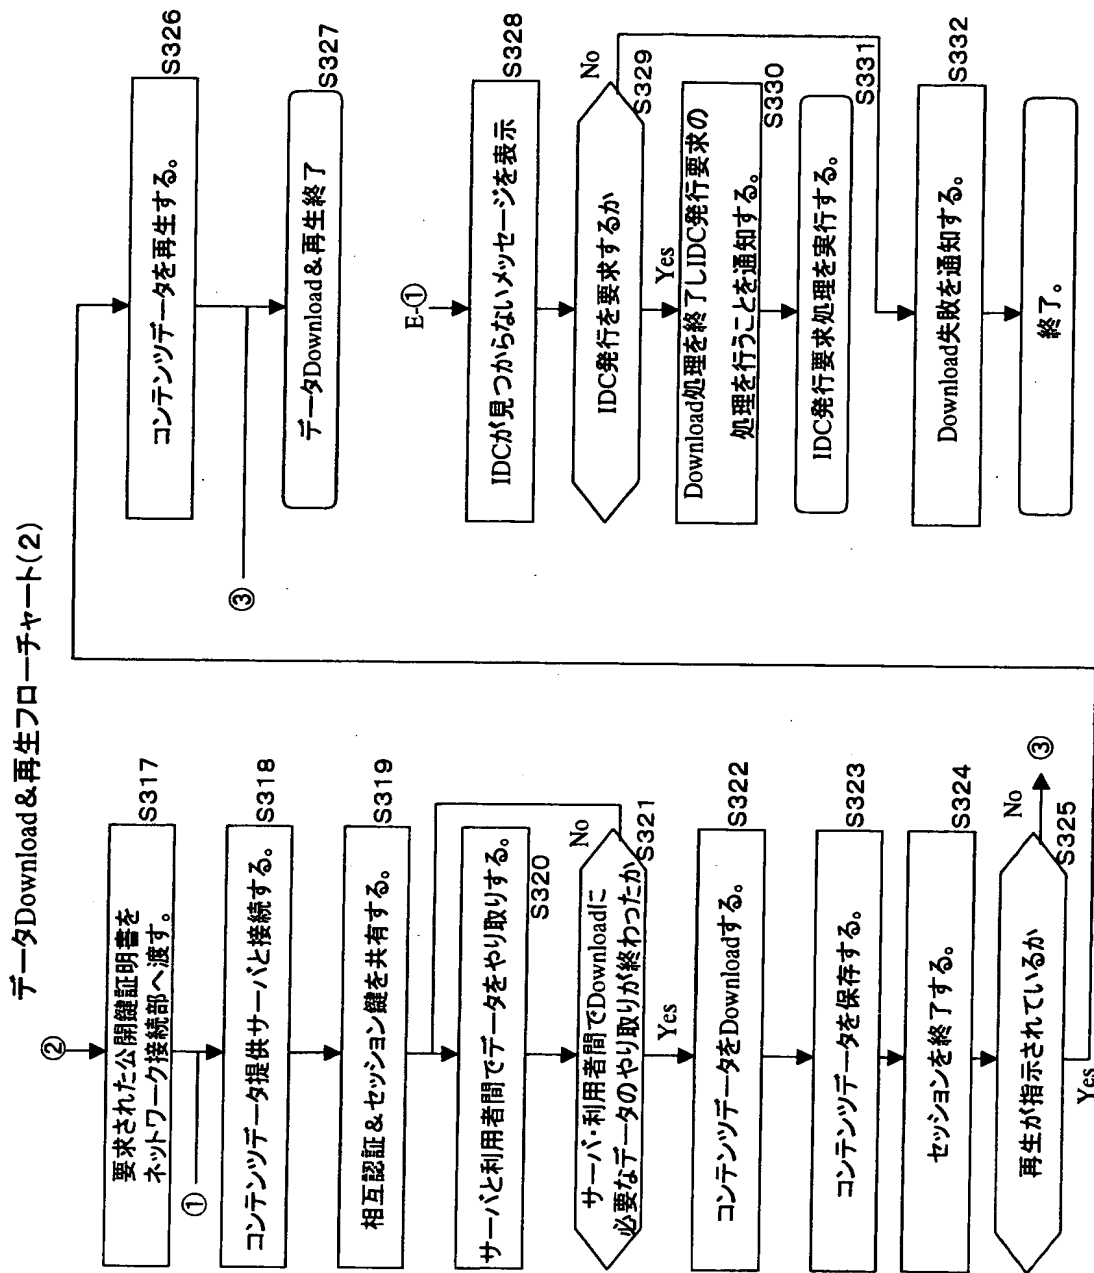 データDownload＆再生フローチャート(2)
②
要求された公開鍵証明書を
ネットワーク接続部へ渡す。
S317
①
コンテンツデータ提供サーバと接続する。
S318
相互認証＆セッション鍵を共有する。
S319
サーバと利用者間でデータをやり取りする。
S320
サーバ・利用者間でDownloadに
必要なデータのやり取りが終わったか
No
S321
Yes
コンテンツデータをDownloadする。
S322
コンテンツデータを保存する。
S323
セッションを終了する。
S324
再生が指示されているか
No
③
S325
Yes
コンテンツデータを再生する。
S326
③
データDownload＆再生終了
S327
E-①
IDCが見つからないメッセージを表示
S328
IDC発行を要求するか
No
S329
Yes
Download処理を終了しIDC発行要求の
処理を行うことを通知する。
S330
IDC発行要求処理を実行する。
S331
Download失敗を通知する。
S332
終了。